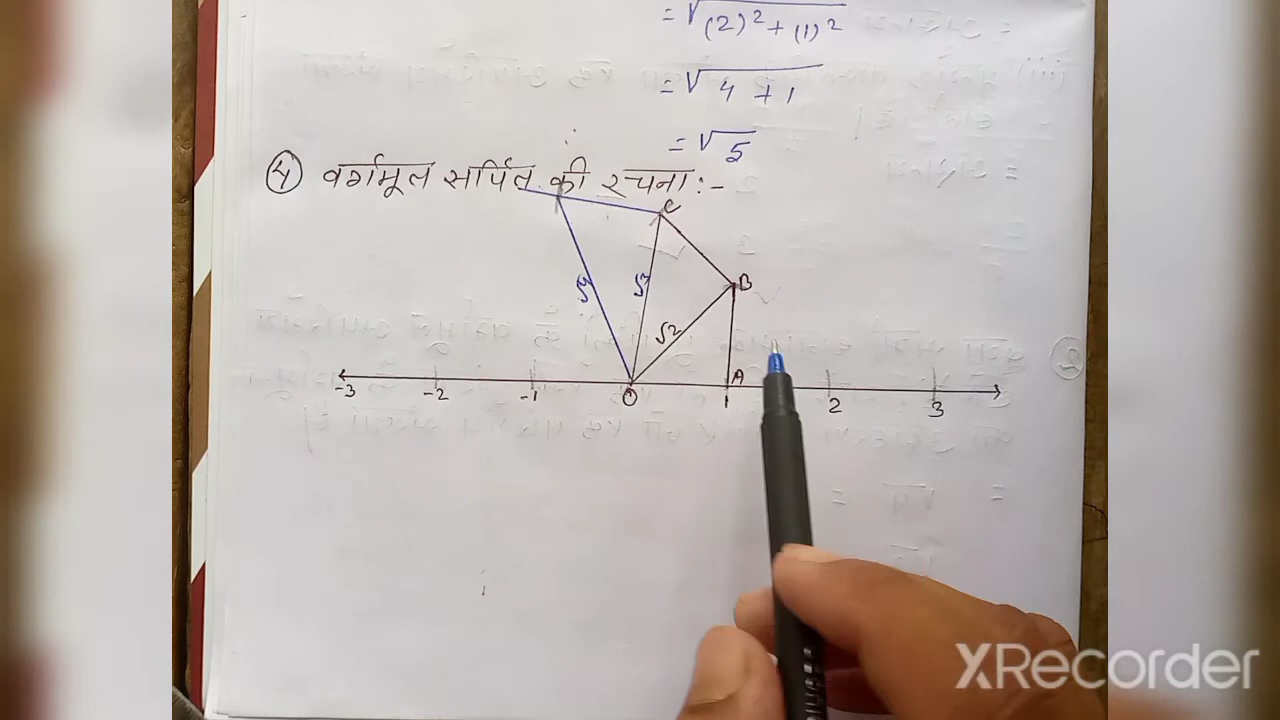 = √(2)² + (1)²
= √4 + 1
= √5
④ वर्गमूल सर्पित की रचना :-
C
√4 √3 B
√2
A
-3 -2 -1 0 1 2 3
XRecorder